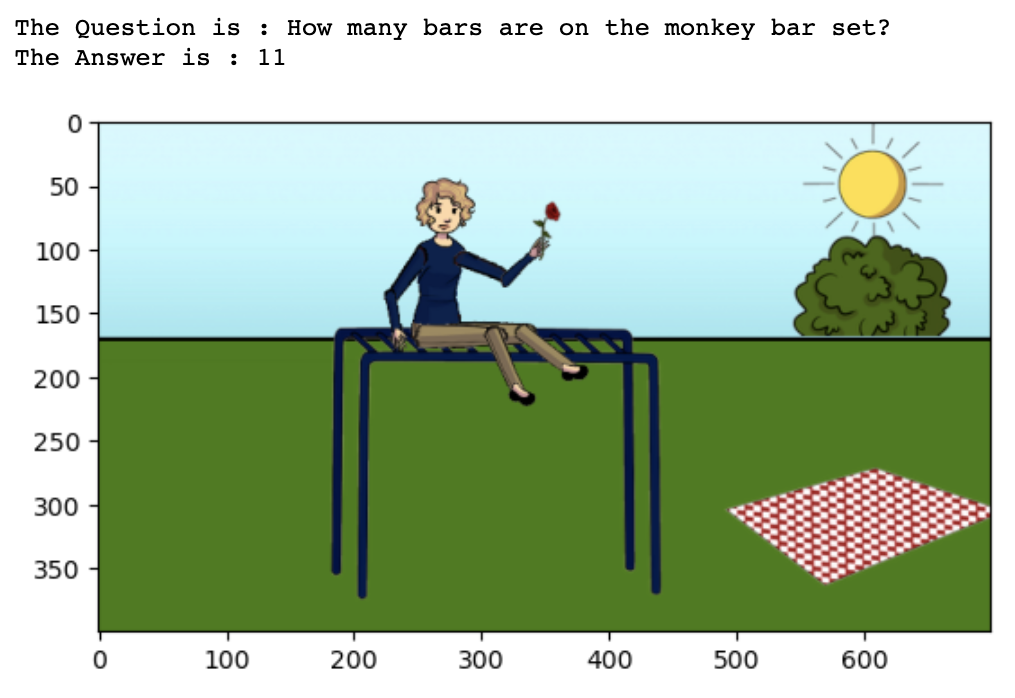 The Question is : How many bars are on the monkey bar set?
The Answer is : 11
0
50
100
150
200
250
300
350
0 100 200 300 400 500 600